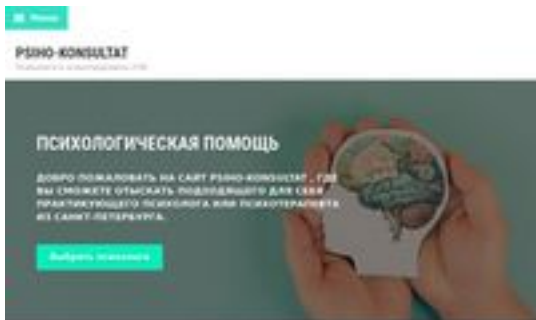 Меню
PSIHO-KONSULTAT
ПСИХОЛОГИЧЕСКАЯ ПОМОЩЬ
ДОБРО ПОЖАЛОВАТЬ НА САЙТ PSIHO-KONSULTAT , ГДЕ
ВЫ СМОЖЕТЕ ОТЫСКАТЬ ПОДХОДЯЩЕГО ДЛЯ СЕБЯ
ПРАКТИКУЮЩЕГО ПСИХОЛОГА ИЛИ ПСИХОТЕРАПЕВТА
ИЗ САНКТ-ПЕТЕРБУРГА.
Выбрать психолога